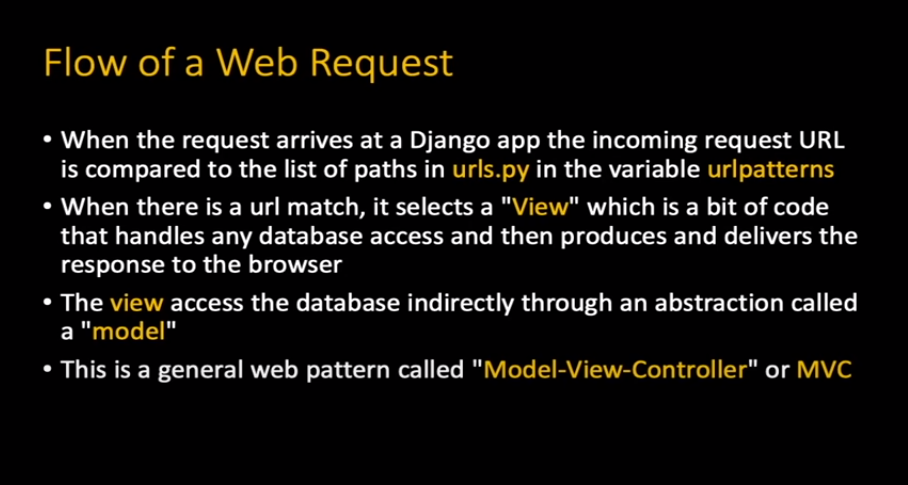 Flow of a Web Request
• When the request arrives at a Django app the incoming request URL
is compared to the list of paths in urls.py in the variable urlpatterns
• When there is a url match, it selects a "View" which is a bit of code
that handles any database access and then produces and delivers the
response to the browser
• The view access the database indirectly through an abstraction called
a "model"
• This is a general web pattern called "Model-View-Controller" or MVC